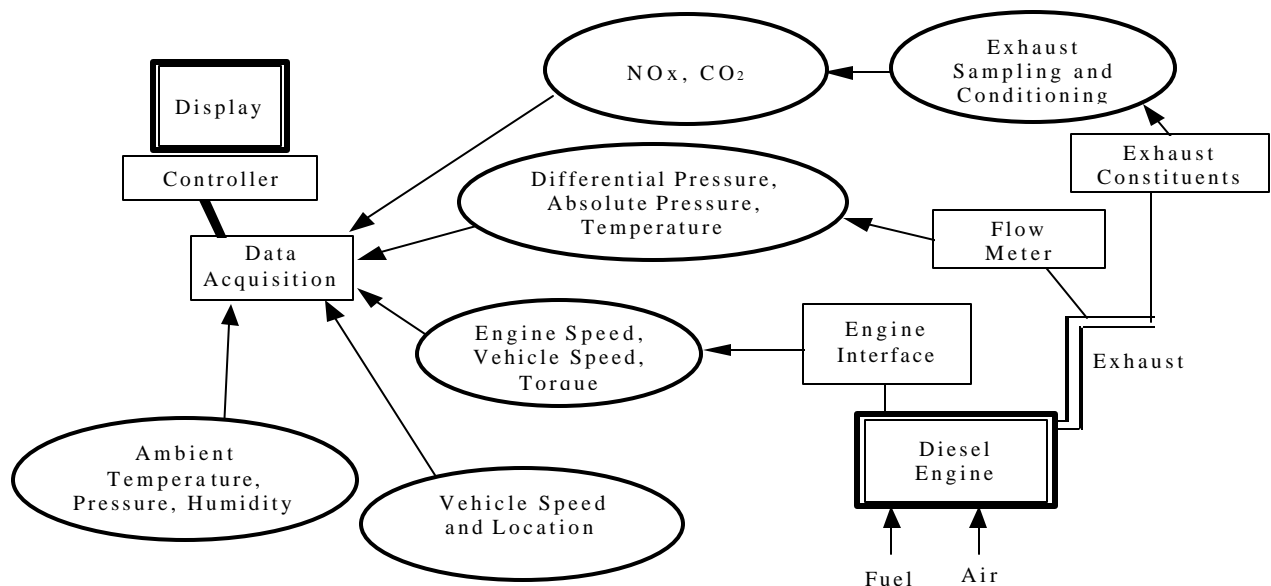 NOx, CO2
Exhaust
Sampling and
Conditioning
Display
Controller
Exhaust
Constituents
Differential Pressure,
Absolute Pressure,
Temperature
Flow
Meter
Data
Acquisition
Engine Speed,
Vehicle Speed,
Torque
Engine
Interface
Exhaust
Ambient
Temperature,
Pressure, Humidity
Vehicle Speed
and Location
Diesel
Engine
Fuel
Air